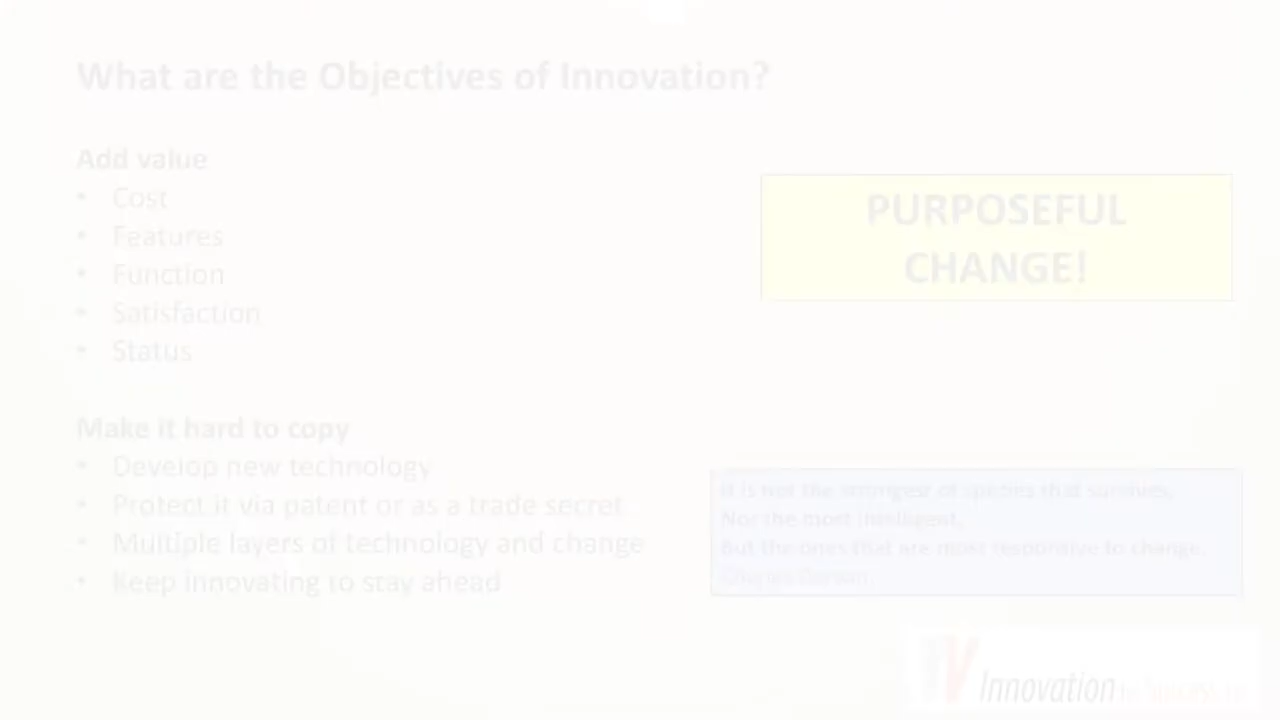 What are the Objectives of Innovation?
Add value
• Cost
• Features
• Function
• Satisfaction
• Status
PURPOSEFUL
CHANGE!
Make it hard to copy
• Develop new technology
• Protect it via patent or as a trade secret
• Multiple layers of technology and change
• Keep innovating to stay ahead
It is not the strongest of species that survives,
Nor the most intelligent,
But the ones that are most responsive to change.
Charles Darwin
Innovation